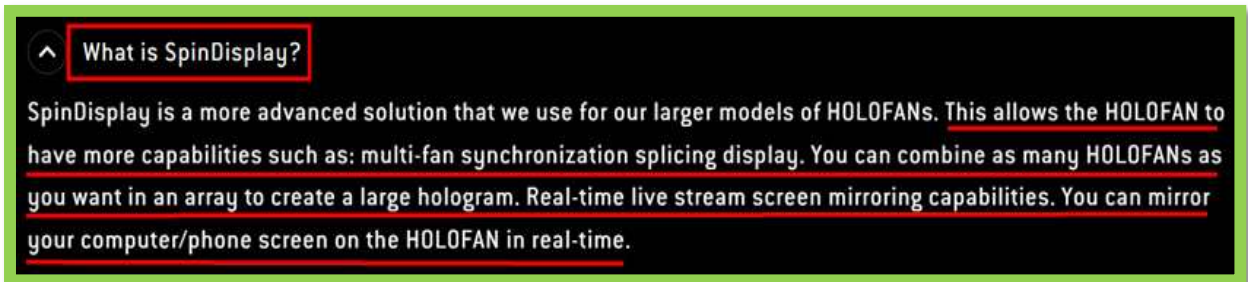 What is SpinDisplay?
SpinDisplay is a more advanced solution that we use for our larger models of HOLOFANs. This allows the HOLOFAN to
have more capabilities such as: multi-fan synchronization splicing display. You can combine as many HOLOFANs as
you want in an array to create a large hologram. Real-time live stream screen mirroring capabilities. You can mirror
your computer/phone screen on the HOLOFAN in real-time.